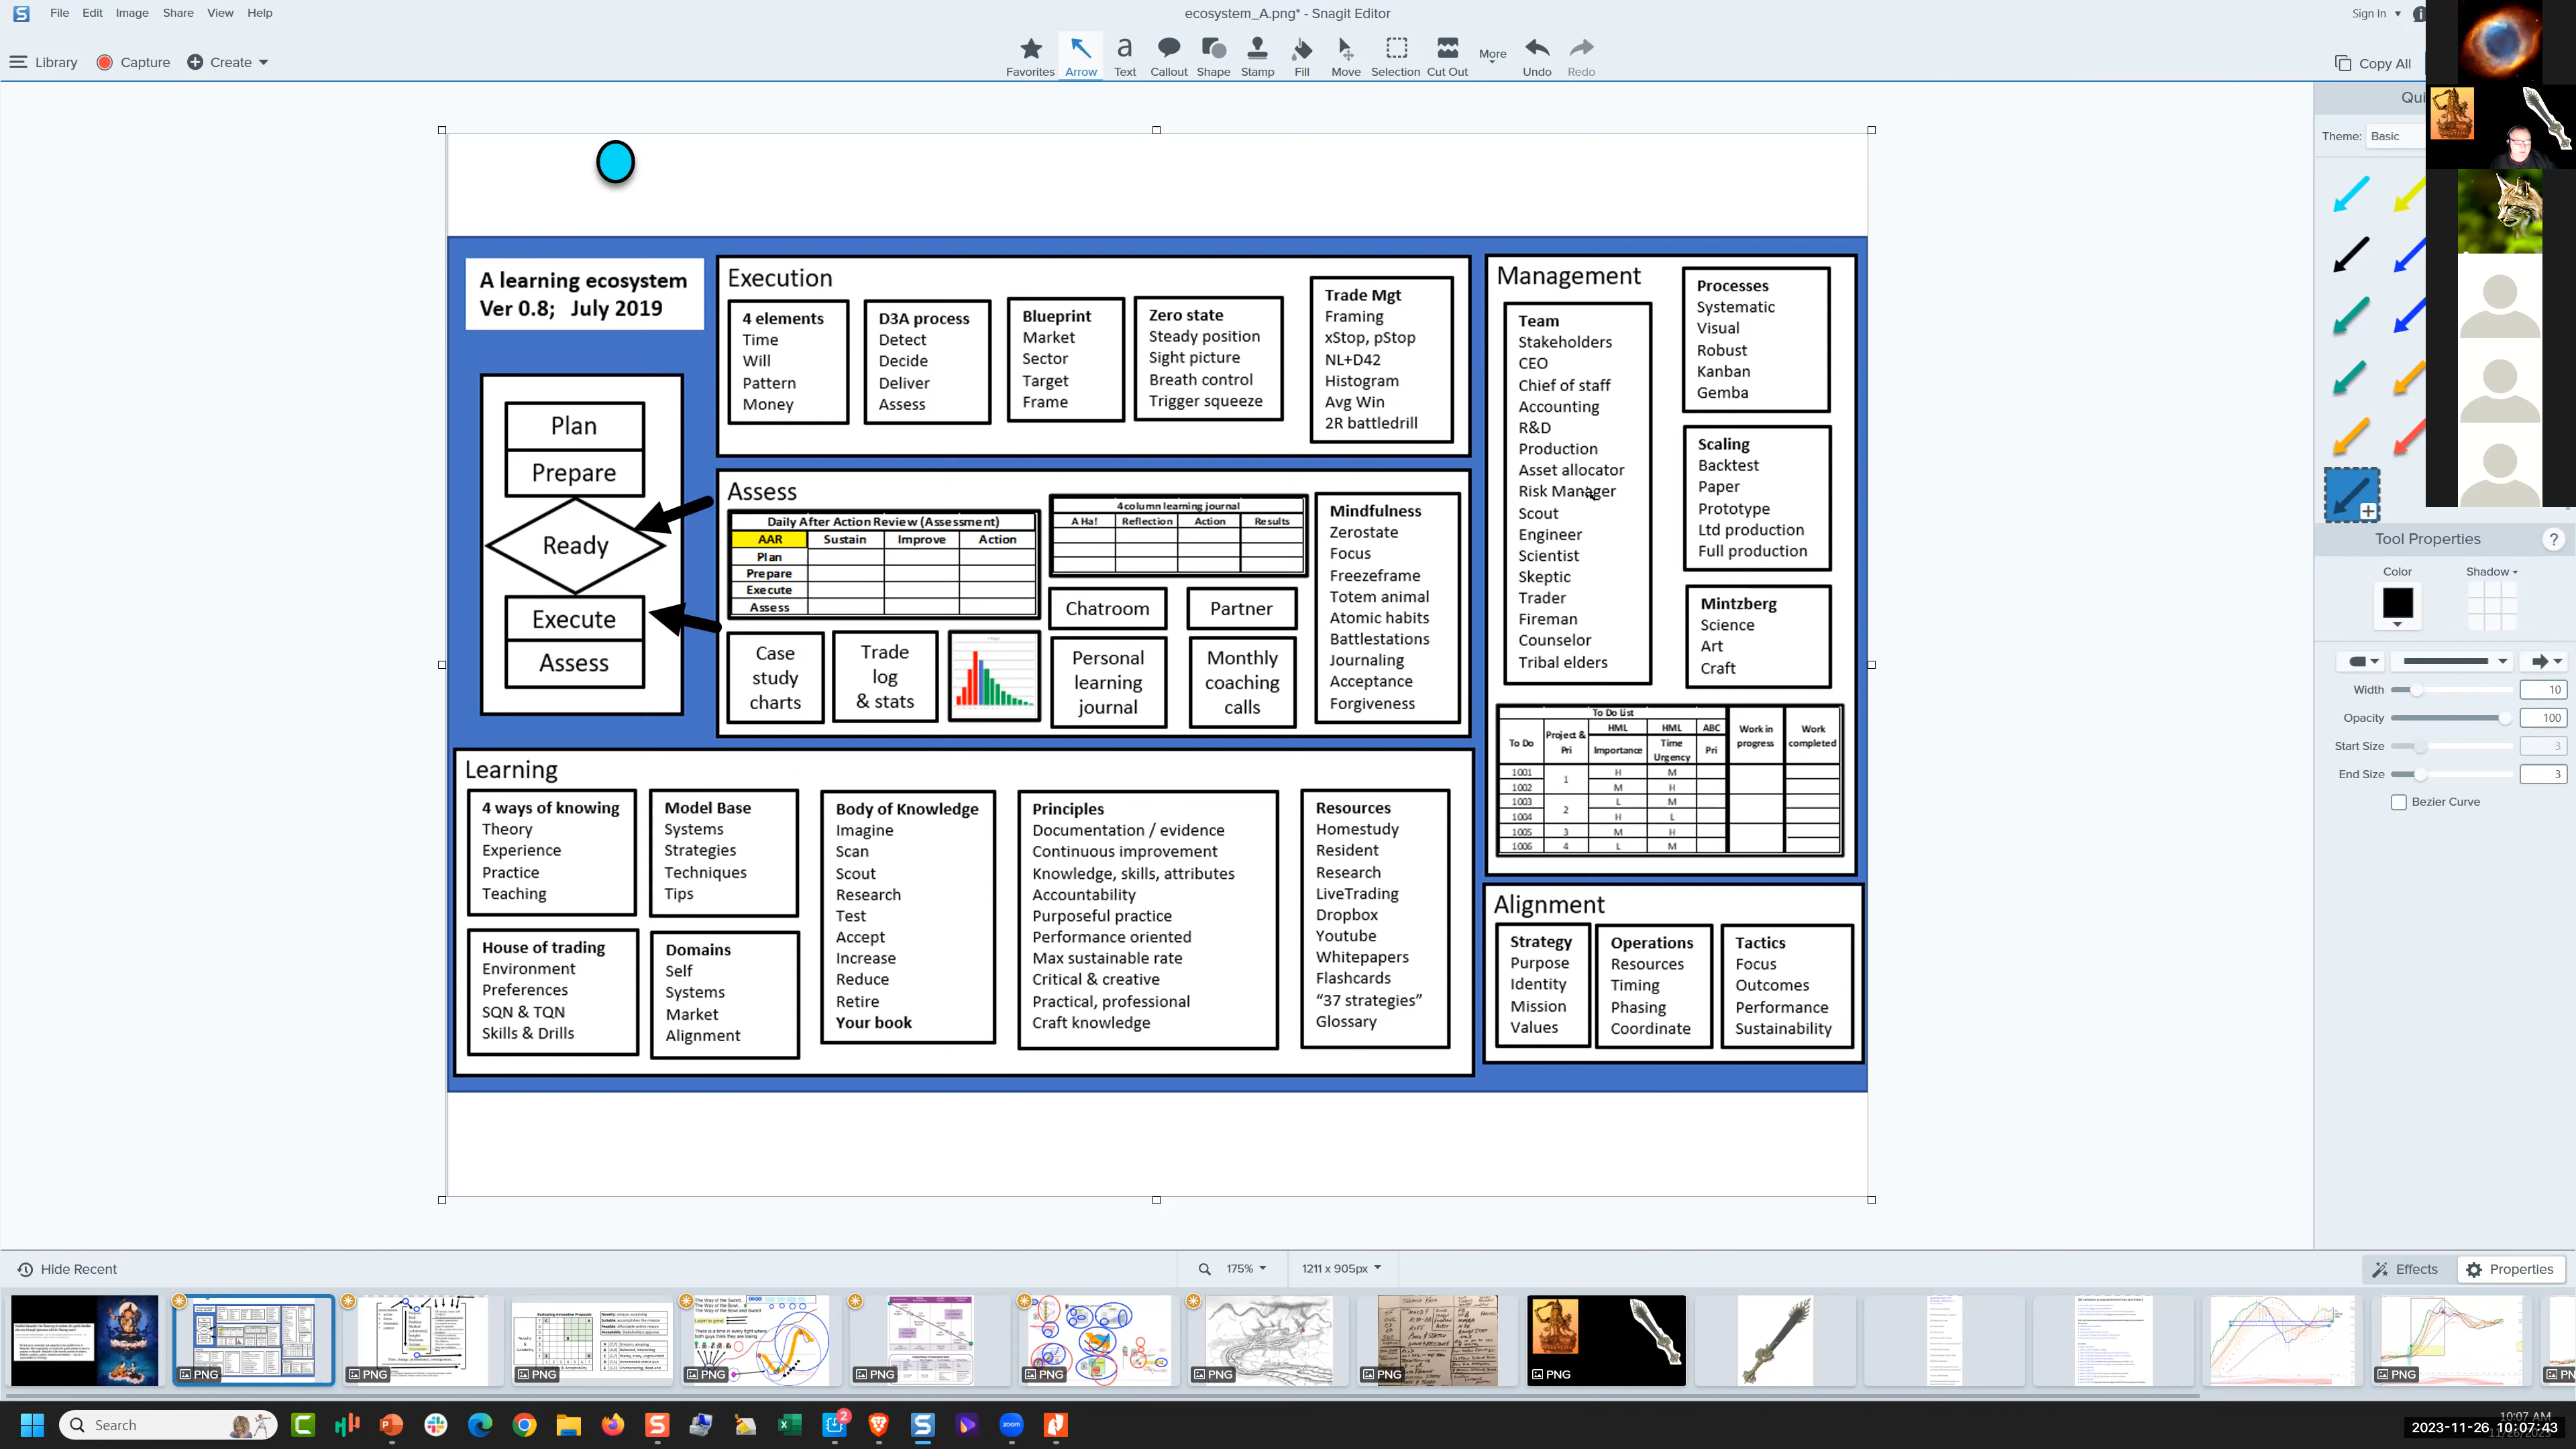 File Edit Image Share View Help
ecosystem_A.png* - Snagit Editor
Sign In
Library Capture Create
Favorites Arrow Text Callout Shape Stamp Fill Move Selection Cut Out More Undo Redo
Copy All
Theme: Basic
A learning ecosystem
Ver 0.8; July 2019
Plan
Prepare
Ready
Execute
Assess
Execution
4 elements
Time
Will
Pattern
Money
D3A process
Detect
Decide
Deliver
Assess
Blueprint
Market
Sector
Target
Frame
Zero state
Steady position
Sight picture
Breath control
Trigger squeeze
Trade Mgt
Framing
xStop, pStop
NL+D42
Histogram
Avg Win
2R battledrill
Assess
Daily After Action Review (Assessment)
AAR Sustain Improve Action
Plan
Prepare
Execute
Assess
4 column learning journal
A Ha! Reflection Action Results
Chatroom
Partner
Case
study
charts
Trade
log
& stats
Personal
learning
journal
Monthly
coaching
calls
Mindfulness
Zerostate
Focus
Freezeframe
Totem animal
Atomic habits
Battlestations
Journaling
Acceptance
Forgiveness
Management
Team
Stakeholders
CEO
Chief of staff
Accounting
R&D
Production
Asset allocator
Risk Manager
Scout
Engineer
Scientist
Skeptic
Trader
Fireman
Counselor
Tribal elders
Processes
Systematic
Visual
Robust
Kanban
Gemba
Scaling
Backtest
Paper
Prototype
Ltd production
Full production
Mintzberg
Science
Art
Craft
To Do List
To Do Project & Pri HML Importance HML Time Urgency ABC Pri Work in progress Work completed
1001 1 H M
1002 M H
1003 2 L M
1004 H L
1005 3 M H
1006 4 L M
Learning
4 ways of knowing
Theory
Experience
Practice
Teaching
Model Base
Systems
Strategies
Techniques
Tips
House of trading
Environment
Preferences
SQN & TQN
Skills & Drills
Domains
Self
Systems
Market
Alignment
Body of Knowledge
Imagine
Scan
Scout
Research
Test
Accept
Increase
Reduce
Retire
Your book
Principles
Documentation / evidence
Continuous improvement
Knowledge, skills, attributes
Accountability
Purposeful practice
Performance oriented
Max sustainable rate
Critical & creative
Practical, professional
Craft knowledge
Resources
Homestudy
Resident
Research
LiveTrading
Dropbox
Youtube
Whitepapers
Flashcards
“37 strategies”
Glossary
Alignment
Strategy
Purpose
Identity
Mission
Values
Operations
Resources
Timing
Phasing
Coordinate
Tactics
Focus
Outcomes
Performance
Sustainability
Tool Properties ?
Color Shadow
Width 10
Opacity 100
Start Size 3
End Size 3
Bezier Curve
Hide Recent
175%
1211 x 905px
Effects Properties
PNG
PNG
PNG
PNG
PNG
PNG
PNG
PNG
PNG
PNG
Search
2
zoom
2023-11-26 10:07:43